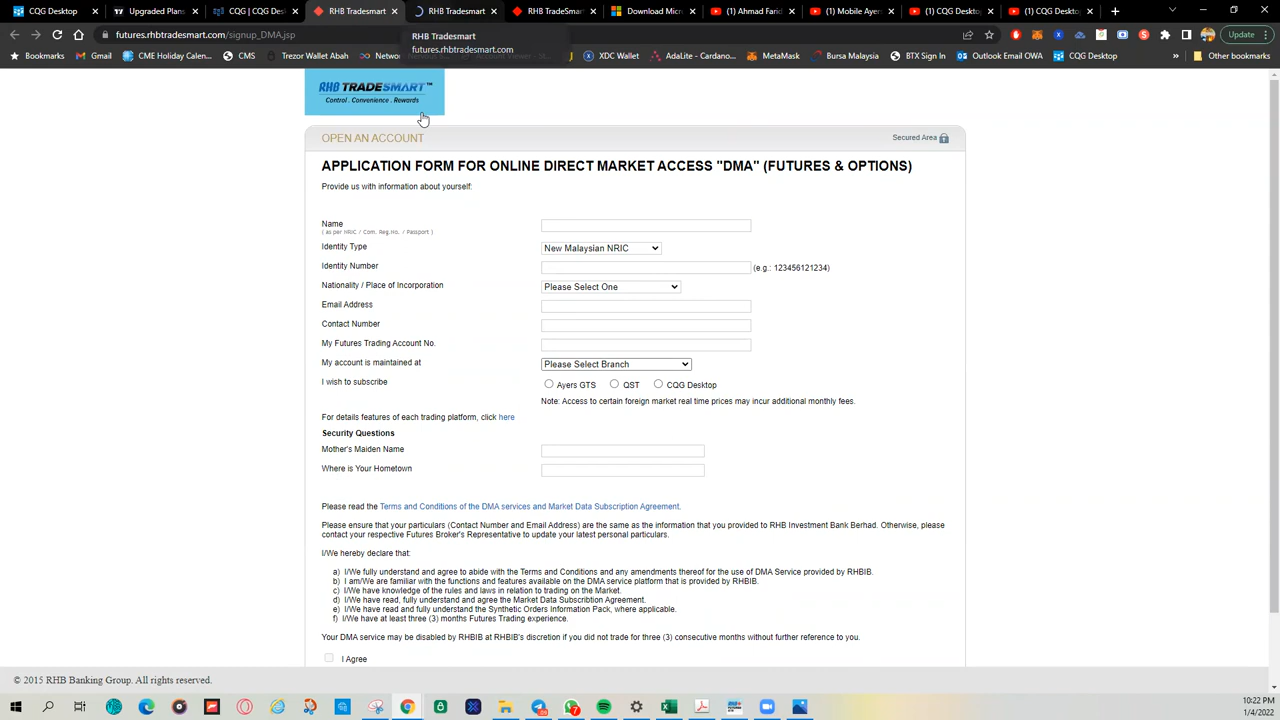 CQG Desktop
Upgraded Plans
CQG | CQG Desk
RHB Tradesmart
RHB Tradesmart
RHB TradeSmart
Download Micr
(1) Ahmad Farid
(1) Mobile Ayer
(1) CQG Desktop
(1) CQG Desktop
futures.rhbtradesmart.com/signup_DMA.jsp
RHB Tradesmart
futures.rhbtradesmart.com
Update
Bookmarks
Gmail
CME Holiday Calen...
CMS
Trezor Wallet Abah
Networ
XDC Wallet
AdaLite - Cardano...
MetaMask
Bursa Malaysia
BTX Sign In
Outlook Email OWA
CQG Desktop
Other bookmarks
RHB TRADESMART™
Control . Convenience . Rewards
OPEN AN ACCOUNT
Secured Area
APPLICATION FORM FOR ONLINE DIRECT MARKET ACCESS "DMA" (FUTURES & OPTIONS)
Provide us with information about yourself:
Name
( as per NRIC / Com. Reg.No. / Passport )
Identity Type
New Malaysian NRIC
Identity Number
(e.g.: 123456121234)
Nationality / Place of Incorporation
Please Select One
Email Address
Contact Number
My Futures Trading Account No.
My account is maintained at
Please Select Branch
I wish to subscribe
Ayers GTS QST CQG Desktop
Note: Access to certain foreign market real time prices may incur additional monthly fees.
For details features of each trading platform, click here
Security Questions
Mother's Maiden Name
Where is Your Hometown
Please read the Terms and Conditions of the DMA services and Market Data Subscription Agreement.
Please ensure that your particulars (Contact Number and Email Address) are the same as the information that you provided to RHB Investment Bank Berhad. Otherwise, please
contact your respective Futures Broker's Representative to update your latest personal particulars.
I/We hereby declare that:
a) I/We fully understand and agree to abide with the Terms and Conditions and any amendments thereof for the use of DMA Service provided by RHBIB.
b) I am/We are familiar with the functions and features available on the DMA service platform that is provided by RHBIB.
c) I/We have knowledge of the rules and laws in relation to trading on the Market.
d) I/We have read, fully understand and agree the Market Data Subscribtion Agreement.
e) I/We have read and fully understand the Synthetic Orders Information Pack, where applicable.
f) I/We have at least three (3) months Futures Trading experience.
Your DMA service may be disabled by RHBIB at RHBIB's discretion if you did not trade for three (3) consecutive months without further reference to you.
I Agree
© 2015 RHB Banking Group. All rights reserved.
10:22 PM
1/4/2022